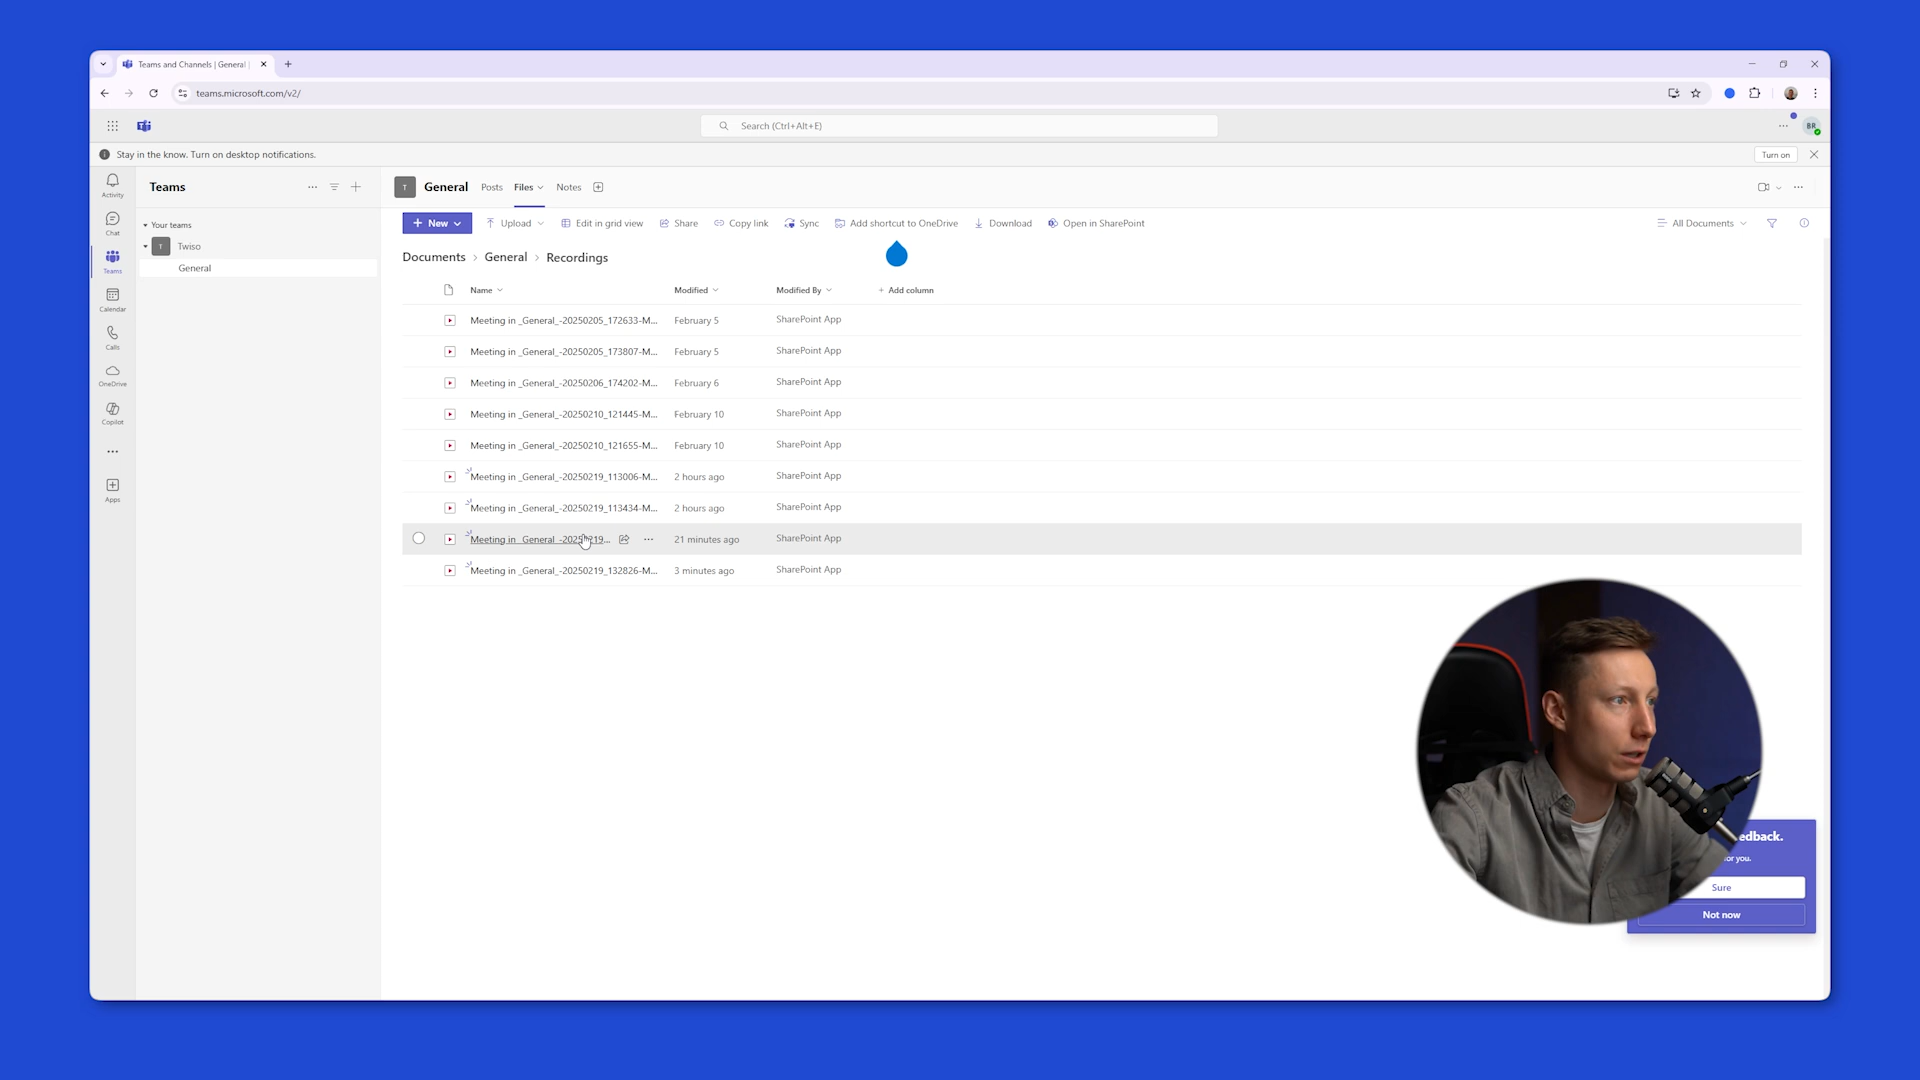 Teams and Channels | General |
teams.microsoft.com/v2/
Search (Ctrl+Alt+E)
BR
Stay in the know. Turn on desktop notifications.
Turn on
Activity
Chat
Teams
Calendar
Calls
OneDrive
Copilot
Apps
Teams
Your teams
T Twiso
General
T General Posts Files Notes
New Upload Edit in grid view Share Copy link Sync Add shortcut to OneDrive Download Open in SharePoint All Documents
Documents > General > Recordings
Name Modified Modified By + Add column
Meeting in _General_-20250205_172633-M... February 5 SharePoint App
Meeting in _General_-20250205_173807-M... February 5 SharePoint App
Meeting in _General_-20250206_174202-M... February 6 SharePoint App
Meeting in _General_-20250210_121445-M... February 10 SharePoint App
Meeting in _General_-20250210_121655-M... February 10 SharePoint App
Meeting in _General_-20250219_113006-M... 2 hours ago SharePoint App
Meeting in _General_-20250219_113434-M... 2 hours ago SharePoint App
Meeting in _General_-20250219... 21 minutes ago SharePoint App
Meeting in _General_-20250219_132826-M... 3 minutes ago SharePoint App
edback.
for you.
Sure
Not now